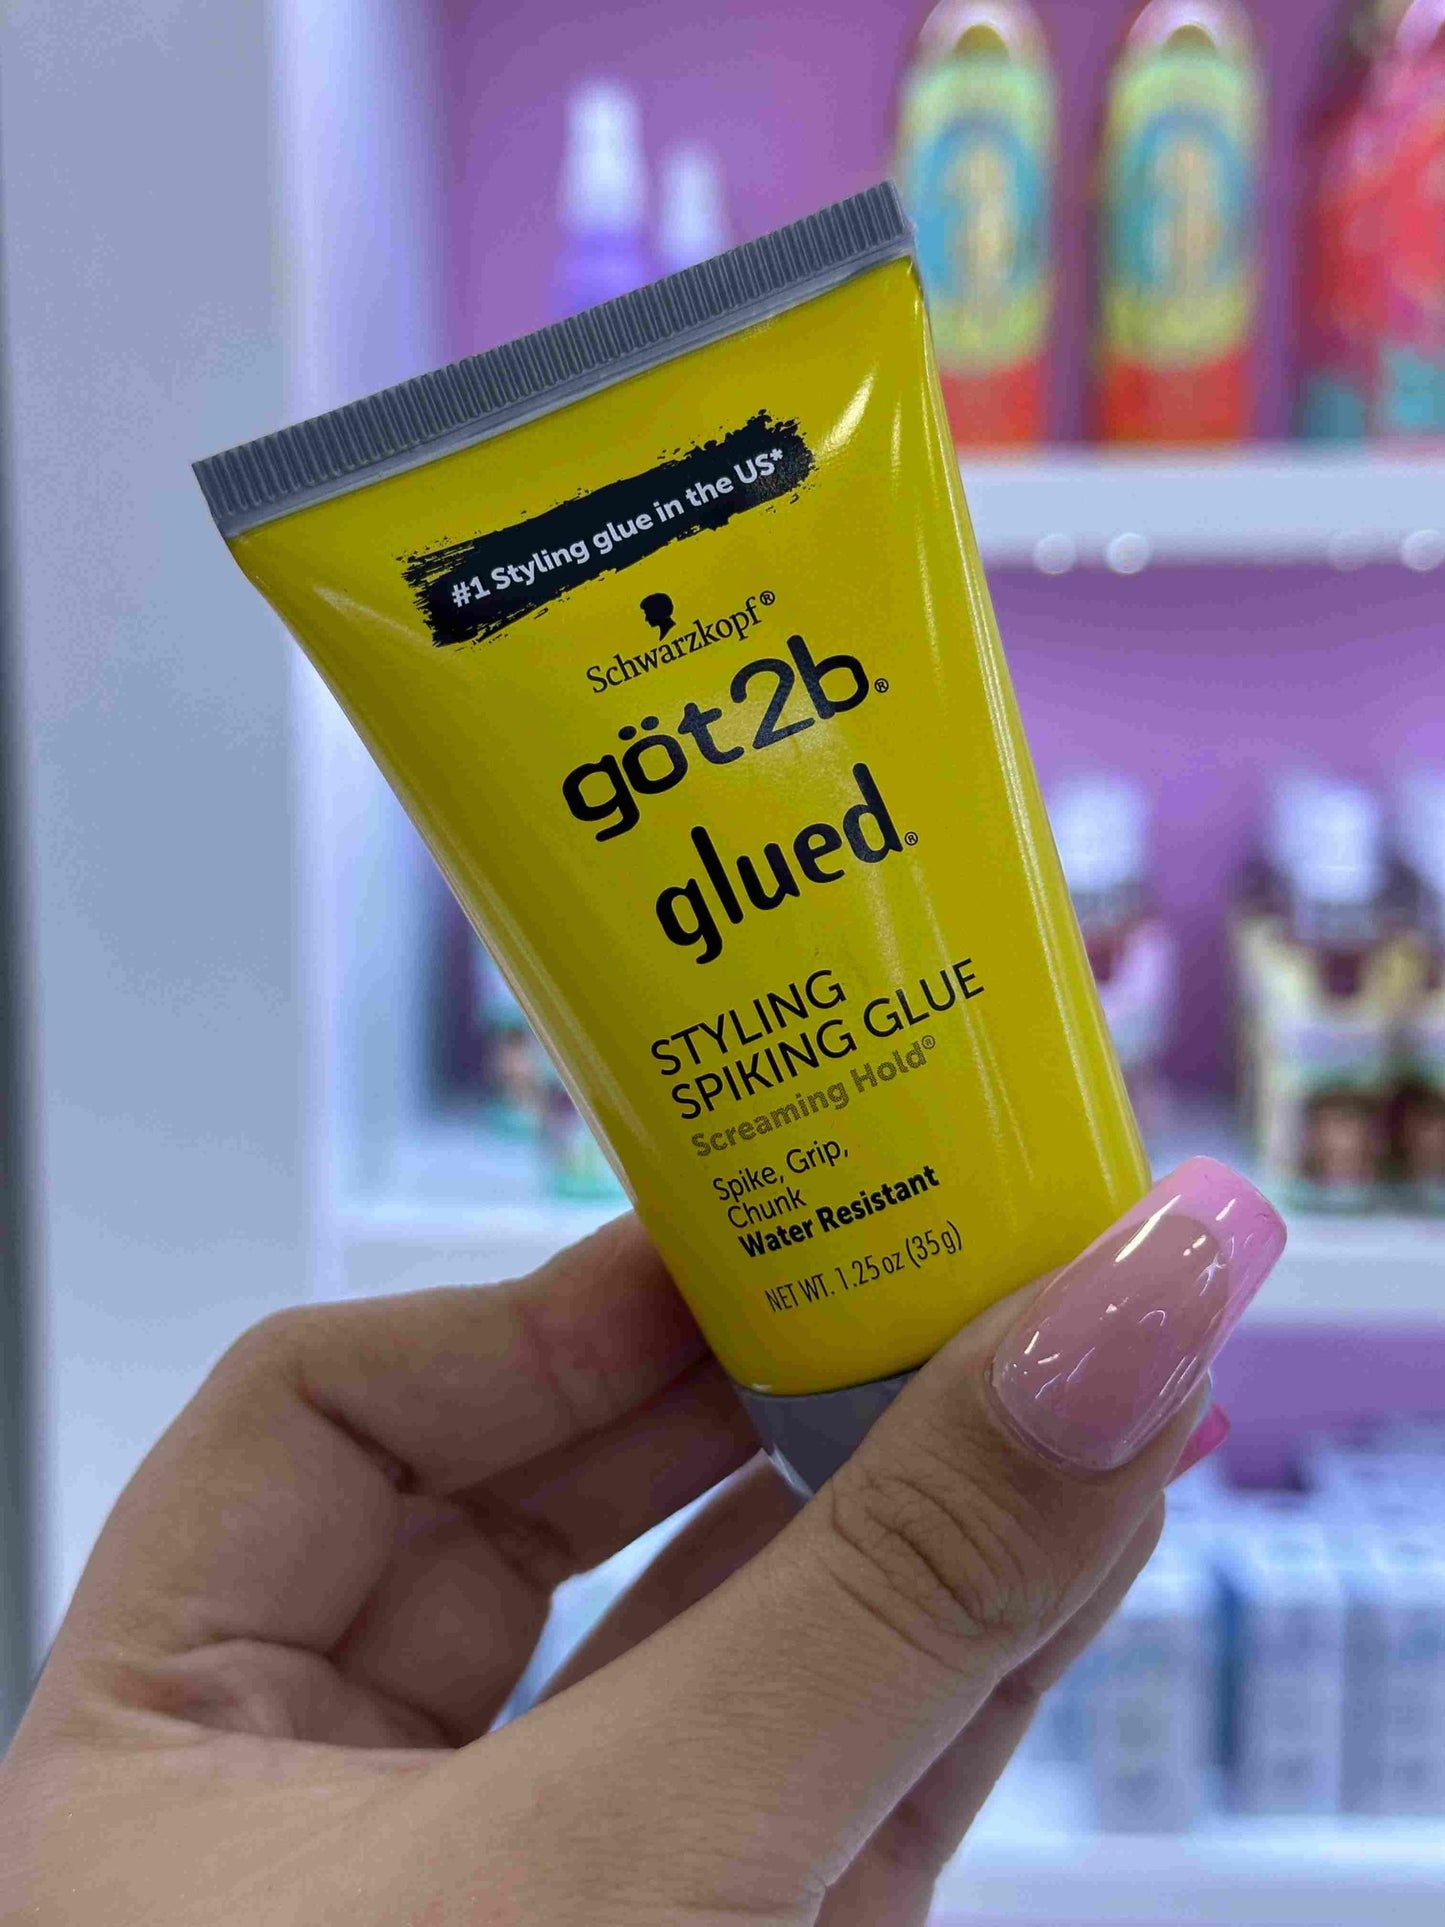 #1 Styling glue in the US*
Schwarzkopf®
göt2b®
glued®
STYLING
SPIKING GLUE
Screaming Hold®
Spike, Grip,
Chunk
Water Resistant
NET WT. 1.25 oz (35 g)